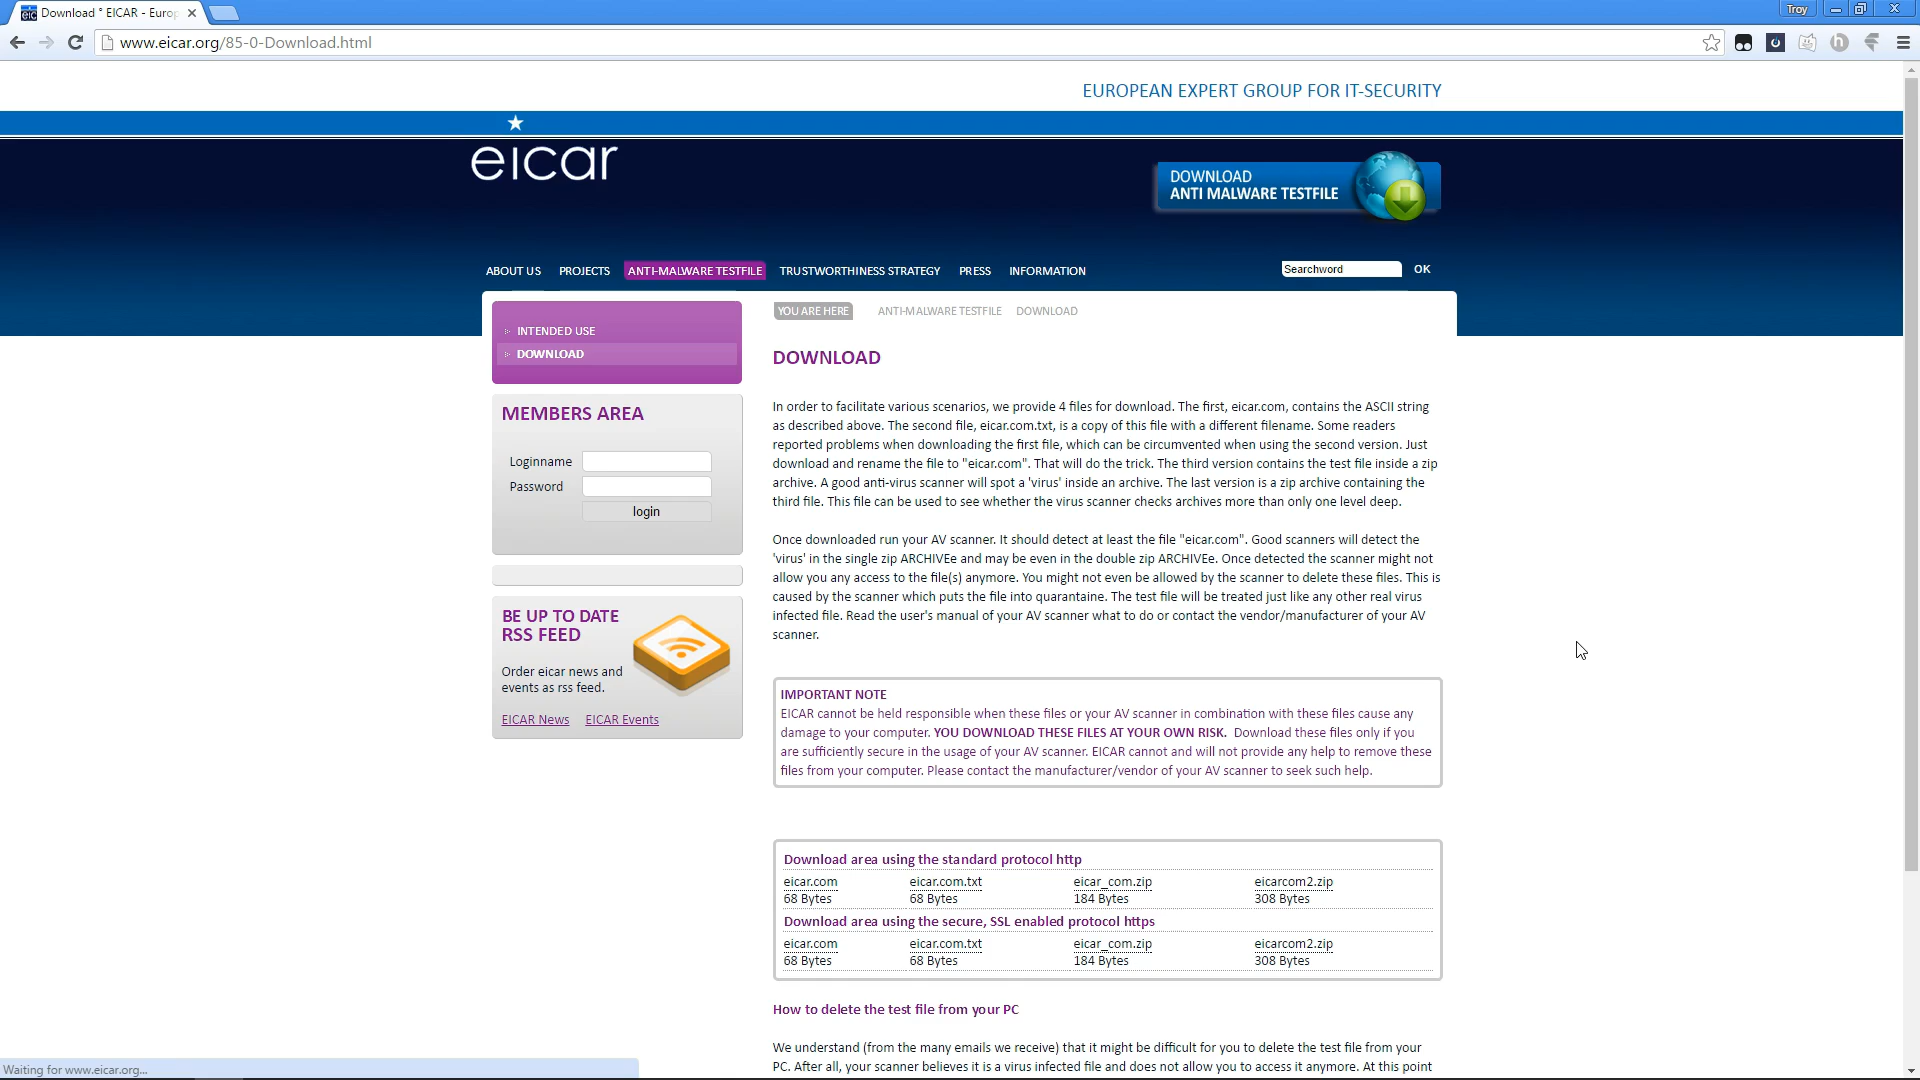 Download ° EICAR - Europ
Troy
www.eicar.org/85-0-Download.html
EUROPEAN EXPERT GROUP FOR IT-SECURITY
eicar
DOWNLOAD
ANTI MALWARE TESTFILE
ABOUT US PROJECTS ANTI-MALWARE TESTFILE TRUSTWORTHINESS STRATEGY PRESS INFORMATION
Searchword OK
INTENDED USE
DOWNLOAD
MEMBERS AREA
Loginname
Password
login
BE UP TO DATE
RSS FEED
Order eicar news and
events as rss feed.
EICAR News EICAR Events
YOU ARE HERE ANTI-MALWARE TESTFILE DOWNLOAD
DOWNLOAD
In order to facilitate various scenarios, we provide 4 files for download. The first, eicar.com, contains the ASCII string
as described above. The second file, eicar.com.txt, is a copy of this file with a different filename. Some readers
reported problems when downloading the first file, which can be circumvented when using the second version. Just
download and rename the file to "eicar.com". That will do the trick. The third version contains the test file inside a zip
archive. A good anti-virus scanner will spot a 'virus' inside an archive. The last version is a zip archive containing the
third file. This file can be used to see whether the virus scanner checks archives more than only one level deep.
Once downloaded run your AV scanner. It should detect at least the file "eicar.com". Good scanners will detect the
'virus' in the single zip ARCHIVEe and may be even in the double zip ARCHIVEe. Once detected the scanner might not
allow you any access to the file(s) anymore. You might not even be allowed by the scanner to delete these files. This is
caused by the scanner which puts the file into quarantaine. The test file will be treated just like any other real virus
infected file. Read the user's manual of your AV scanner what to do or contact the vendor/manufacturer of your AV
scanner.
IMPORTANT NOTE
EICAR cannot be held responsible when these files or your AV scanner in combination with these files cause any
damage to your computer. YOU DOWNLOAD THESE FILES AT YOUR OWN RISK. Download these files only if you
are sufficiently secure in the usage of your AV scanner. EICAR cannot and will not provide any help to remove these
files from your computer. Please contact the manufacturer/vendor of your AV scanner to seek such help.
Download area using the standard protocol http
eicar.com eicar.com.txt eicar_com.zip eicarcom2.zip
68 Bytes 68 Bytes 184 Bytes 308 Bytes
Download area using the secure, SSL enabled protocol https
eicar.com eicar.com.txt eicar_com.zip eicarcom2.zip
68 Bytes 68 Bytes 184 Bytes 308 Bytes
How to delete the test file from your PC
We understand (from the many emails we receive) that it might be difficult for you to delete the test file from your
PC. After all, your scanner believes it is a virus infected file and does not allow you to access it anymore. At this point
Waiting for www.eicar.org...